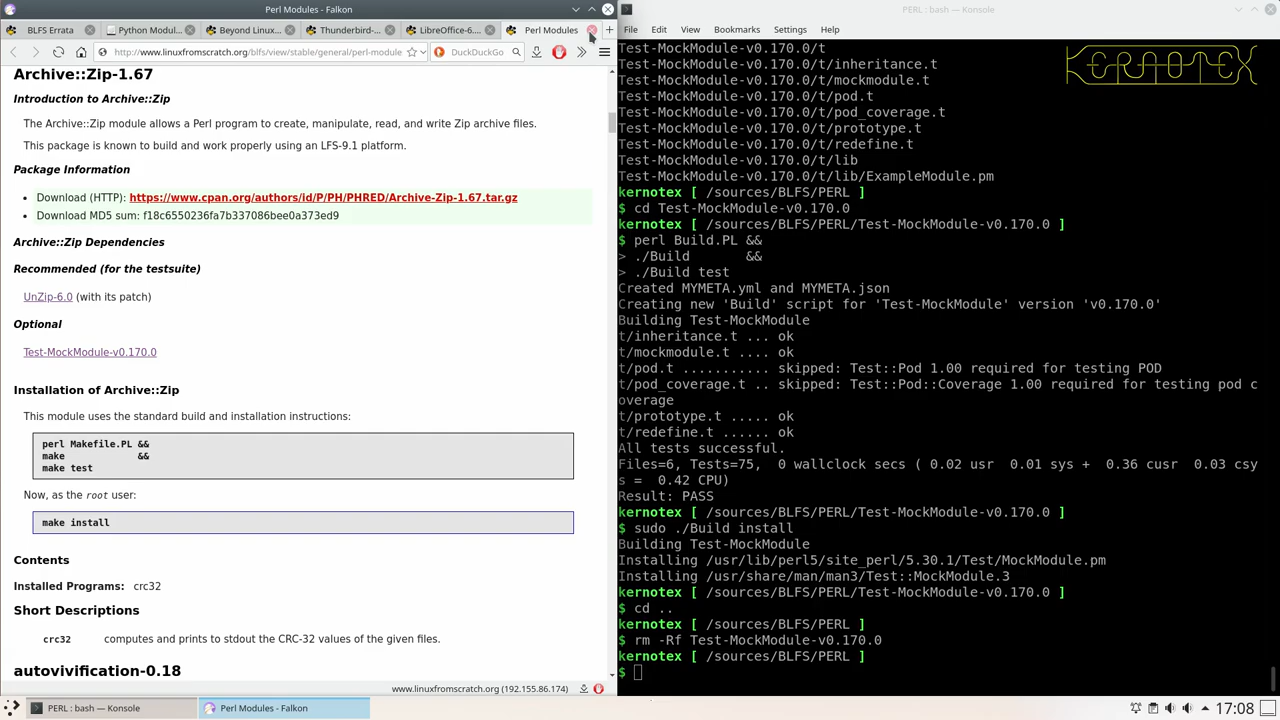 Perl Modules - Falkon
BLFS Errata
Python Modul...
Beyond Linux...
Thunderbird-...
LibreOffice-6....
Perl Modules
http://www.linuxfromscratch.org/blfs/view/stable/general/perl-module
DuckDuckGo
Archive::Zip-1.67
Introduction to Archive::Zip
The Archive::Zip module allows a Perl program to create, manipulate, read, and write Zip archive files.
This package is known to build and work properly using an LFS-9.1 platform.
Package Information
Download (HTTP): https://www.cpan.org/authors/id/P/PH/PHRED/Archive-Zip-1.67.tar.gz
Download MD5 sum: f18c6550236fa7b337086bee0a373ed9
Archive::Zip Dependencies
Recommended (for the testsuite)
UnZip-6.0 (with its patch)
Optional
Test-MockModule-v0.170.0
Installation of Archive::Zip
This module uses the standard build and installation instructions:
perl Makefile.PL &&
make &&
make test
Now, as the root user:
make install
Contents
Installed Programs: crc32
Short Descriptions
crc32 computes and prints to stdout the CRC-32 values of the given files.
autovivification-0.18
www.linuxfromscratch.org (192.155.86.174)
PERL : bash — Konsole
File Edit View Bookmarks Settings Help
KERNOTEX
Test-MockModule-v0.170.0/t
Test-MockModule-v0.170.0/t/inheritance.t
Test-MockModule-v0.170.0/t/mockmodule.t
Test-MockModule-v0.170.0/t/pod.t
Test-MockModule-v0.170.0/t/pod_coverage.t
Test-MockModule-v0.170.0/t/prototype.t
Test-MockModule-v0.170.0/t/redefine.t
Test-MockModule-v0.170.0/t/lib
Test-MockModule-v0.170.0/t/lib/ExampleModule.pm
kernotex [ /sources/BLFS/PERL ]
$ cd Test-MockModule-v0.170.0
kernotex [ /sources/BLFS/PERL/Test-MockModule-v0.170.0 ]
$ perl Build.PL &&
> ./Build &&
> ./Build test
Created MYMETA.yml and MYMETA.json
Creating new 'Build' script for 'Test-MockModule' version 'v0.170.0'
Building Test-MockModule
t/inheritance.t ... ok
t/mockmodule.t .... ok
t/pod.t ........... skipped: Test::Pod 1.00 required for testing POD
t/pod_coverage.t .. skipped: Test::Pod::Coverage 1.00 required for testing pod c
overage
t/prototype.t ..... ok
t/redefine.t ...... ok
All tests successful.
Files=6, Tests=75, 0 wallclock secs ( 0.02 usr 0.01 sys + 0.36 cusr 0.03 csy
s = 0.42 CPU)
Result: PASS
kernotex [ /sources/BLFS/PERL/Test-MockModule-v0.170.0 ]
$ sudo ./Build install
Building Test-MockModule
Installing /usr/lib/perl5/site_perl/5.30.1/Test/MockModule.pm
Installing /usr/share/man/man3/Test::MockModule.3
kernotex [ /sources/BLFS/PERL/Test-MockModule-v0.170.0 ]
$ cd ..
kernotex [ /sources/BLFS/PERL ]
$ rm -Rf Test-MockModule-v0.170.0
kernotex [ /sources/BLFS/PERL ]
$
PERL : bash — Konsole
Perl Modules - Falkon
17:08